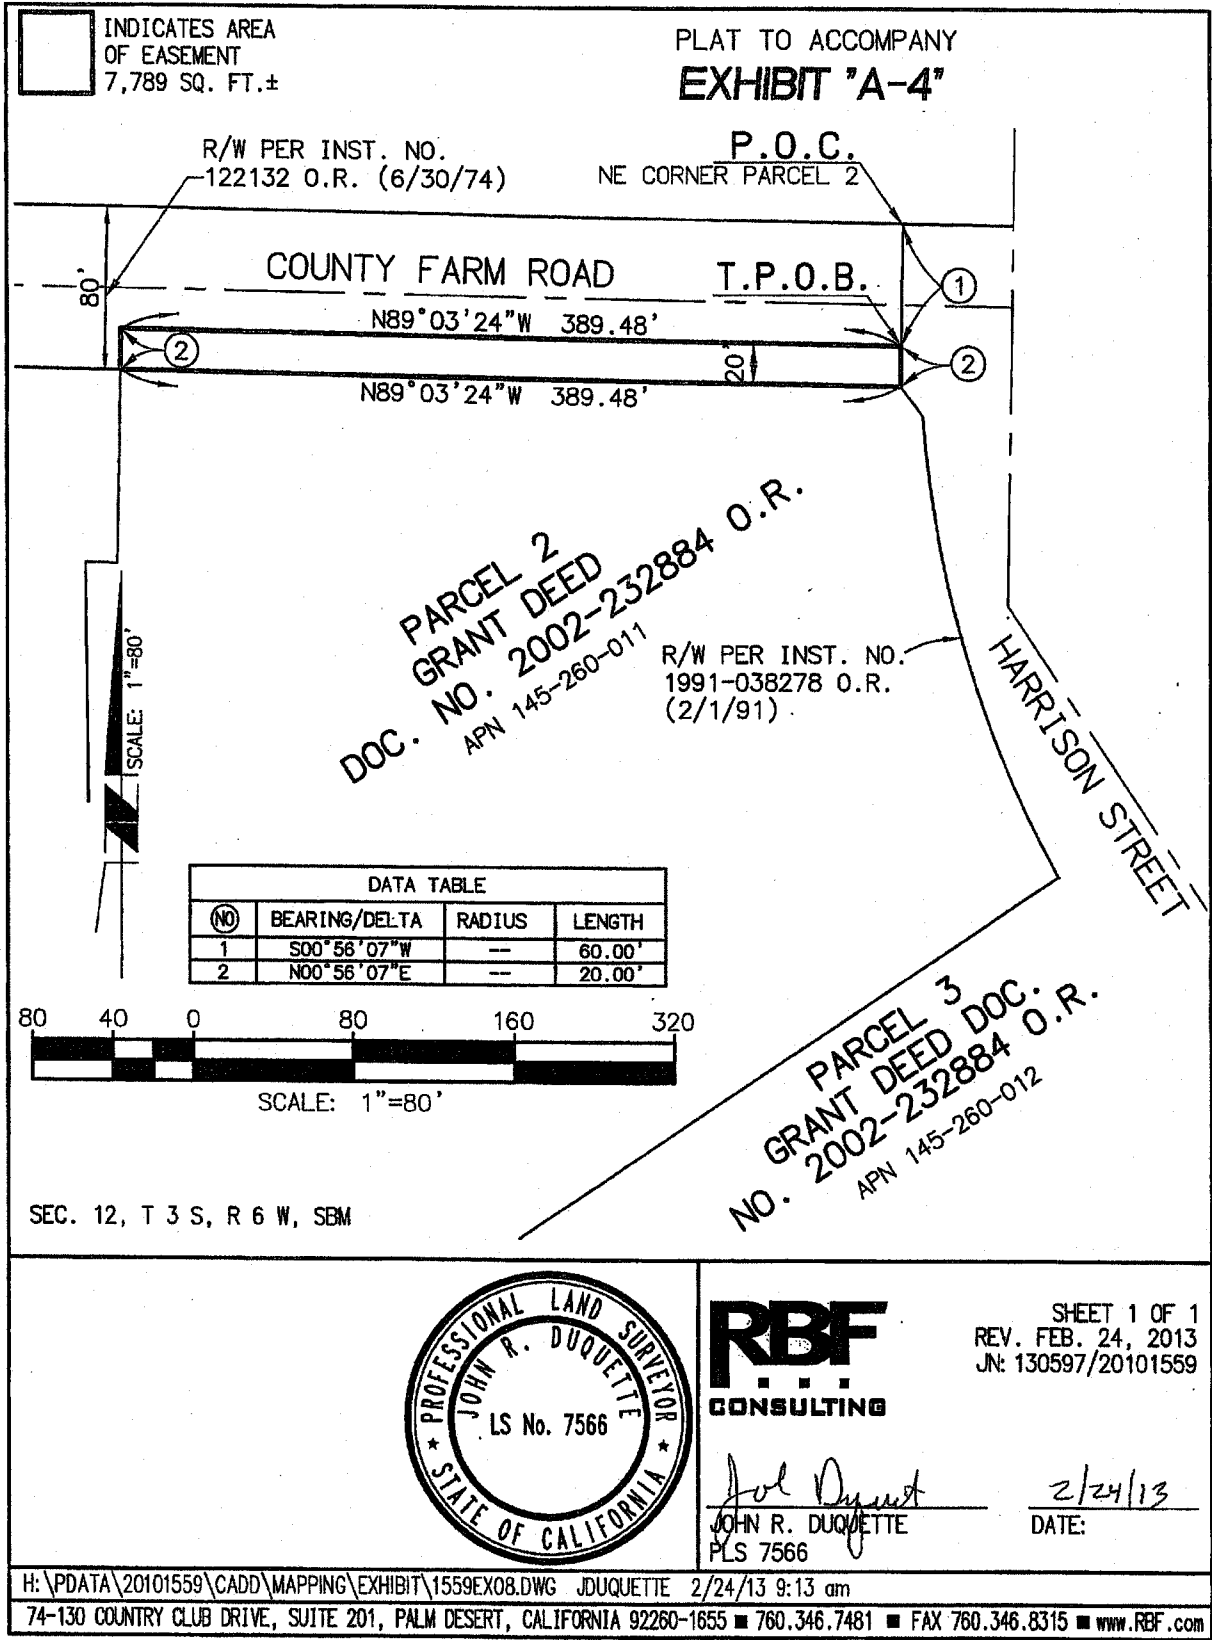 INDICATES AREA
OF EASEMENT
7,789 SQ. FT.±
PLAT TO ACCOMPANY
EXHIBIT "A-4"
R/W PER INST. NO.
122132 O.R. (6/30/74)
P.O.C.
NE CORNER PARCEL 2
80'
COUNTY FARM ROAD
T.P.O.B.
1
N89°03'24"W 389.48'
2
20'
2
N89°03'24"W 389.48'
PARCEL 2
GRANT DEED
DOC. NO. 2002-232884 O.R.
APN 145-260-011
R/W PER INST. NO.
1991-038278 O.R.
(2/1/91)
HARRISON STREET
SCALE: 1"=80'
DATA TABLE
NO BEARING/DELTA RADIUS LENGTH
1 S00°56'07"W -- 60.00'
2 N00°56'07"E -- 20.00'
80 40 0 80 160 320
SCALE: 1"=80'
PARCEL 3
GRANT DEED DOC.
NO. 2002-232884 O.R.
APN 145-260-012
SEC. 12, T 3 S, R 6 W, SBM
PROFESSIONAL LAND SURVEYOR
JOHN R. DUQUETTE
LS No. 7566
★ STATE OF CALIFORNIA ★
RBF
CONSULTING
SHEET 1 OF 1
REV. FEB. 24, 2013
JN: 130597/20101559
2/24/13
JOHN R. DUQUETTE
DATE:
PLS 7566
H:\PDATA\20101559\CADD\MAPPING\EXHIBIT\1559EX08.DWG JDUQUETTE 2/24/13 9:13 am
74-130 COUNTRY CLUB DRIVE, SUITE 201, PALM DESERT, CALIFORNIA 92260-1655 ■ 760.346.7481 ■ FAX 760.346.8315 ■ www.RBF.com